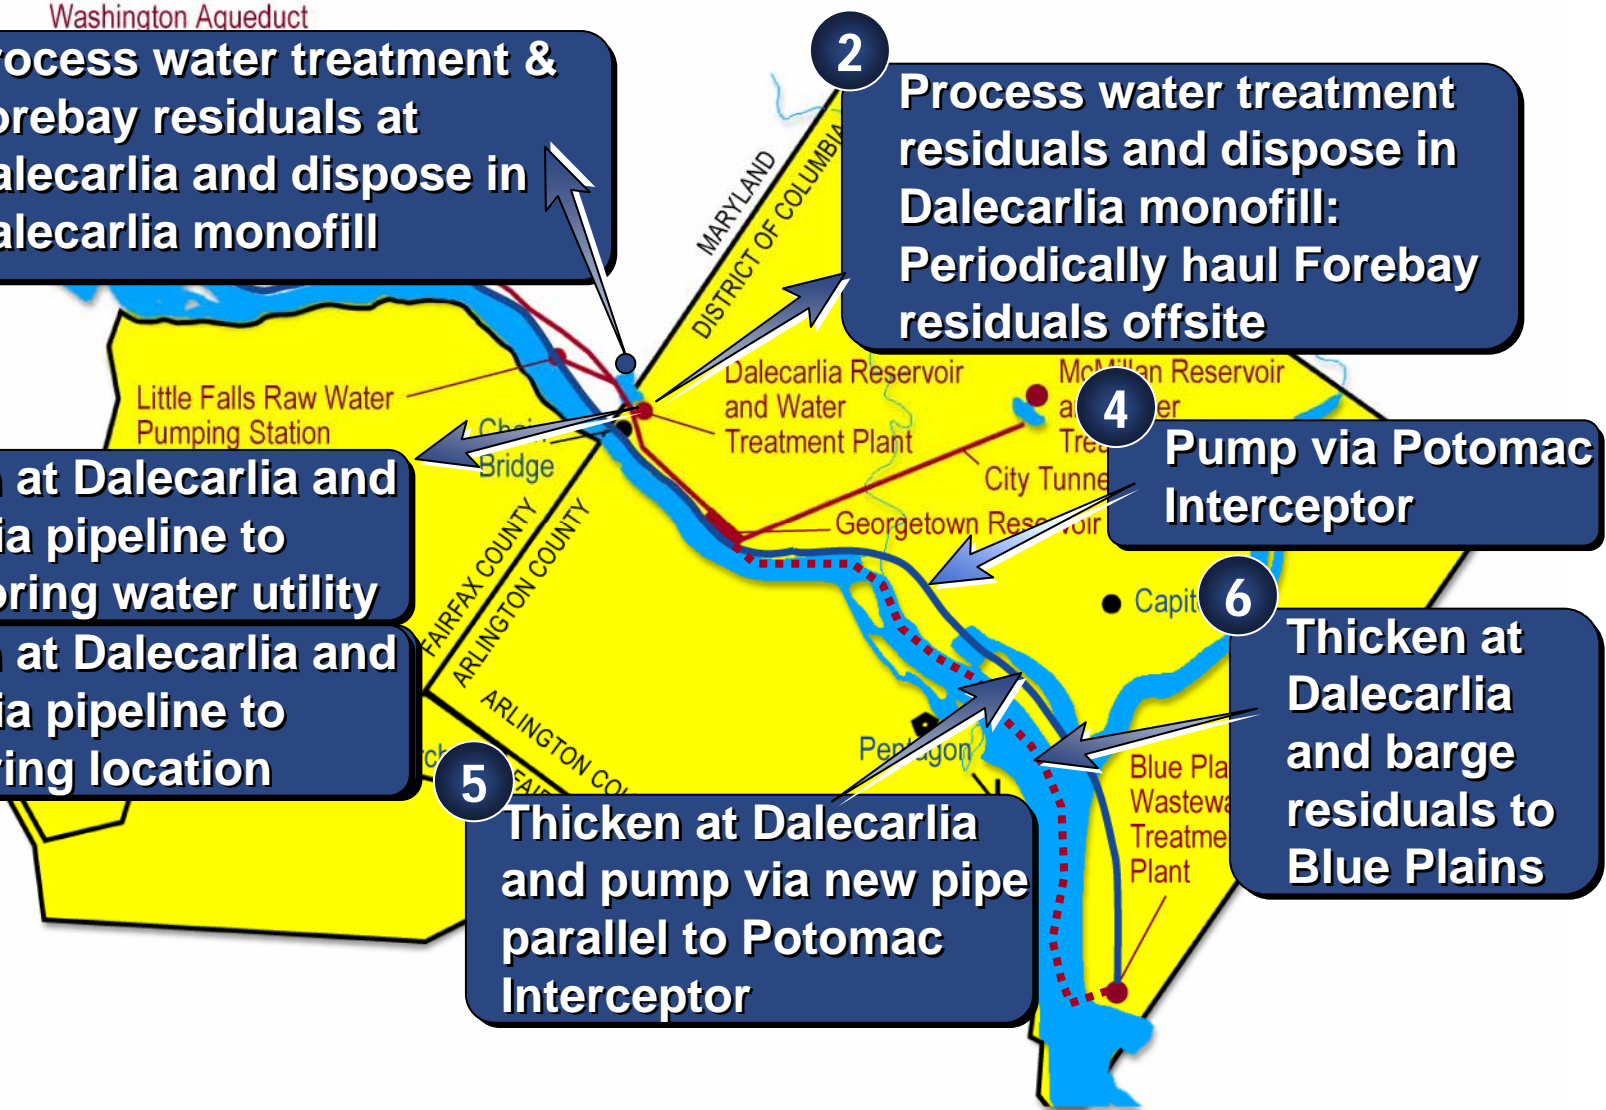 Washington Aqueduct
rocess water treatment &
orebay residuals at
alecarlia and dispose in
alecarlia monofill
2
Process water treatment
residuals and dispose in
Dalecarlia monofill:
Periodically haul Forebay
residuals offsite
MARYLAND
DISTRICT OF COLUMBIA
Little Falls Raw Water
Pumping Station
Chain
Bridge
Dalecarlia Reservoir
and Water
Treatment Plant
McMillan Reservoir
City Tunne
Georgetown Reservoir
4
Pump via Potomac
Interceptor
at Dalecarlia and
ia pipeline to
oring water utility
at Dalecarlia and
ia pipeline to
ring location
FAIRFAX COUNTY
ARLINGTON COUNTY
ARLINGTON COU
FAIR
Capit
Pentagon
6
Thicken at
Dalecarlia
and barge
residuals to
Blue Plains
5
Thicken at Dalecarlia
and pump via new pipe
parallel to Potomac
Interceptor
Blue Pla
Wastewa
Treatme
Plant